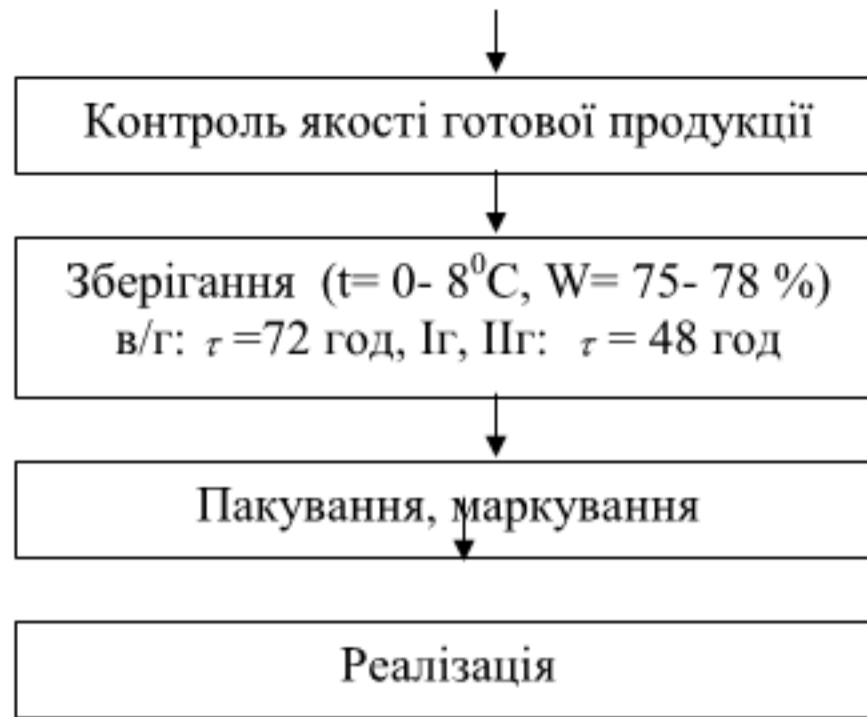 Контроль якості готової продукції
Зберігання (t= 0- 8⁰C, W= 75- 78 %)
в/г: τ =72 год, Іг, ІІг: τ = 48 год
Пакування, маркування
Реалізація